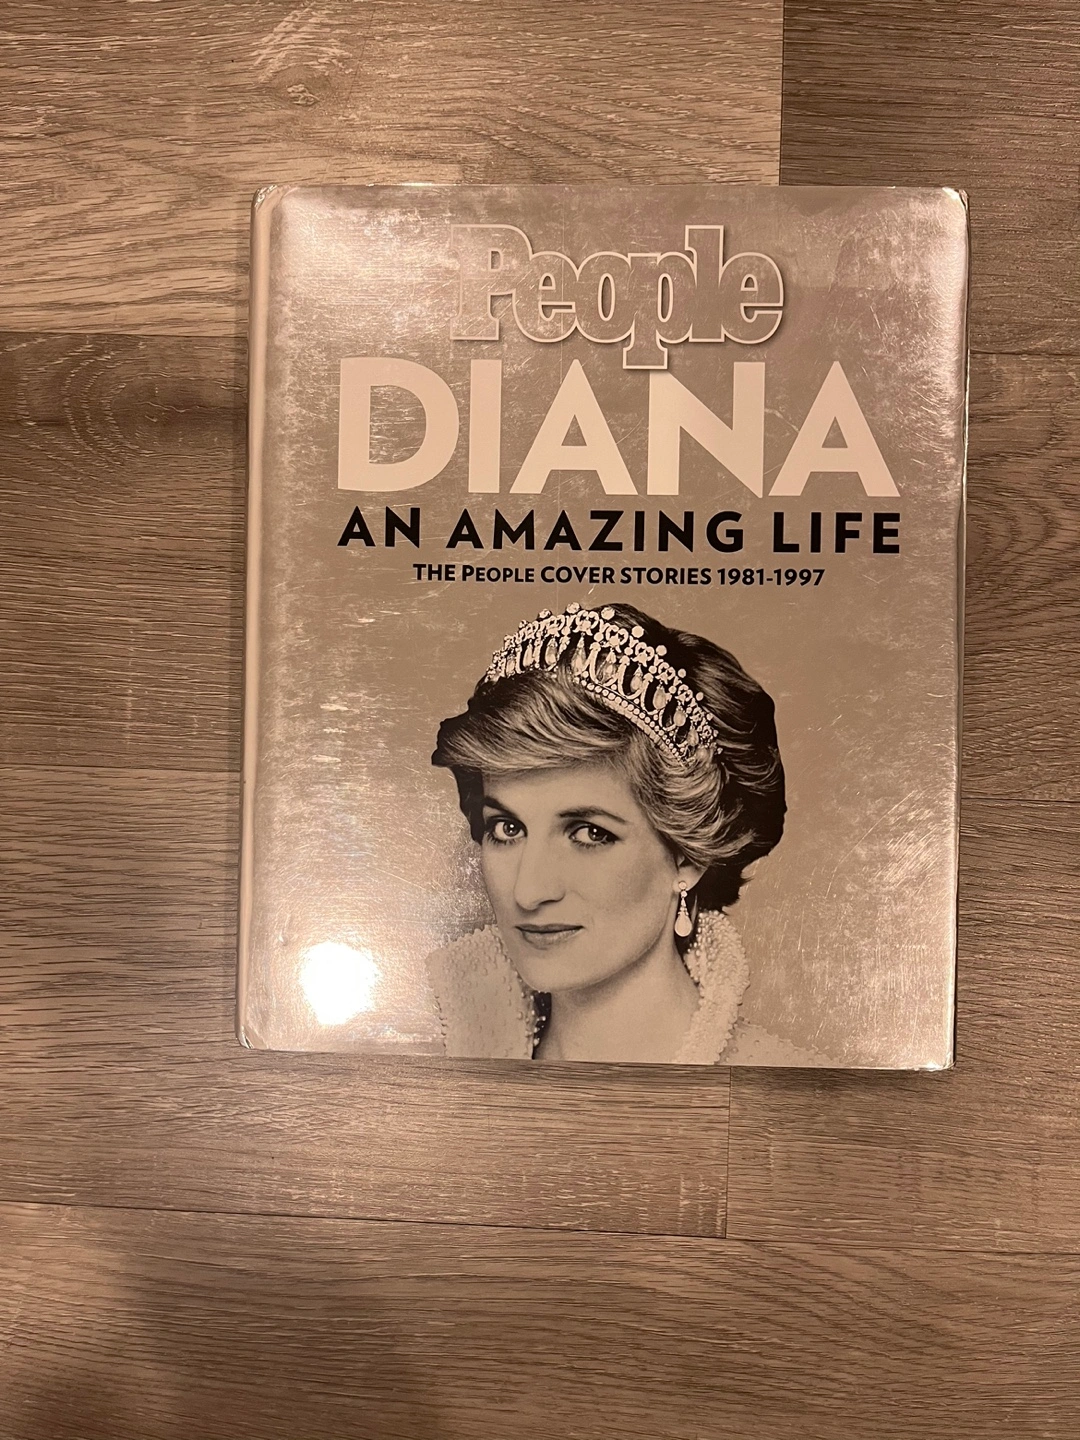 People
DIANA
AN AMAZING LIFE
THE PEOPLE COVER STORIES 1981-1997